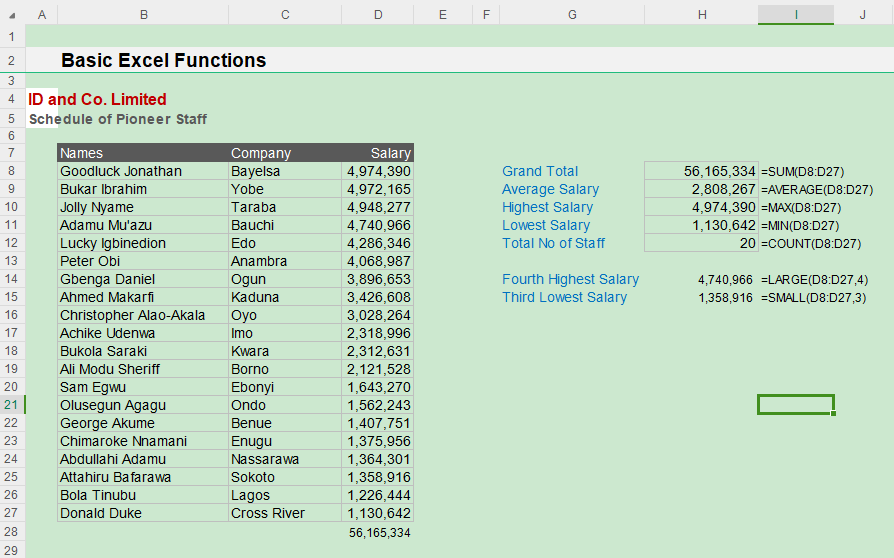 A B C D E F G H I J
1
2 Basic Excel Functions
3
4 ID and Co. Limited
5 Schedule of Pioneer Staff
6
7 Names Company Salary
8 Goodluck Jonathan Bayelsa 4,974,390 Grand Total 56,165,334 =SUM(D8:D27)
9 Bukar Ibrahim Yobe 4,972,165 Average Salary 2,808,267 =AVERAGE(D8:D27)
10 Jolly Nyame Taraba 4,948,277 Highest Salary 4,974,390 =MAX(D8:D27)
11 Adamu Mu'azu Bauchi 4,740,966 Lowest Salary 1,130,642 =MIN(D8:D27)
12 Lucky Igbinedion Edo 4,286,346 Total No of Staff 20 =COUNT(D8:D27)
13 Peter Obi Anambra 4,068,987
14 Gbenga Daniel Ogun 3,896,653 Fourth Highest Salary 4,740,966 =LARGE(D8:D27,4)
15 Ahmed Makarfi Kaduna 3,426,608 Third Lowest Salary 1,358,916 =SMALL(D8:D27,3)
16 Christopher Alao-Akala Oyo 3,028,264
17 Achike Udenwa Imo 2,318,996
18 Bukola Saraki Kwara 2,312,631
19 Ali Modu Sheriff Borno 2,121,528
20 Sam Egwu Ebonyi 1,643,270
21 Olusegun Agagu Ondo 1,562,243
22 George Akume Benue 1,407,751
23 Chimaroke Nnamani Enugu 1,375,956
24 Abdullahi Adamu Nassarawa 1,364,301
25 Attahiru Bafarawa Sokoto 1,358,916
26 Bola Tinubu Lagos 1,226,444
27 Donald Duke Cross River 1,130,642
28 56,165,334
29